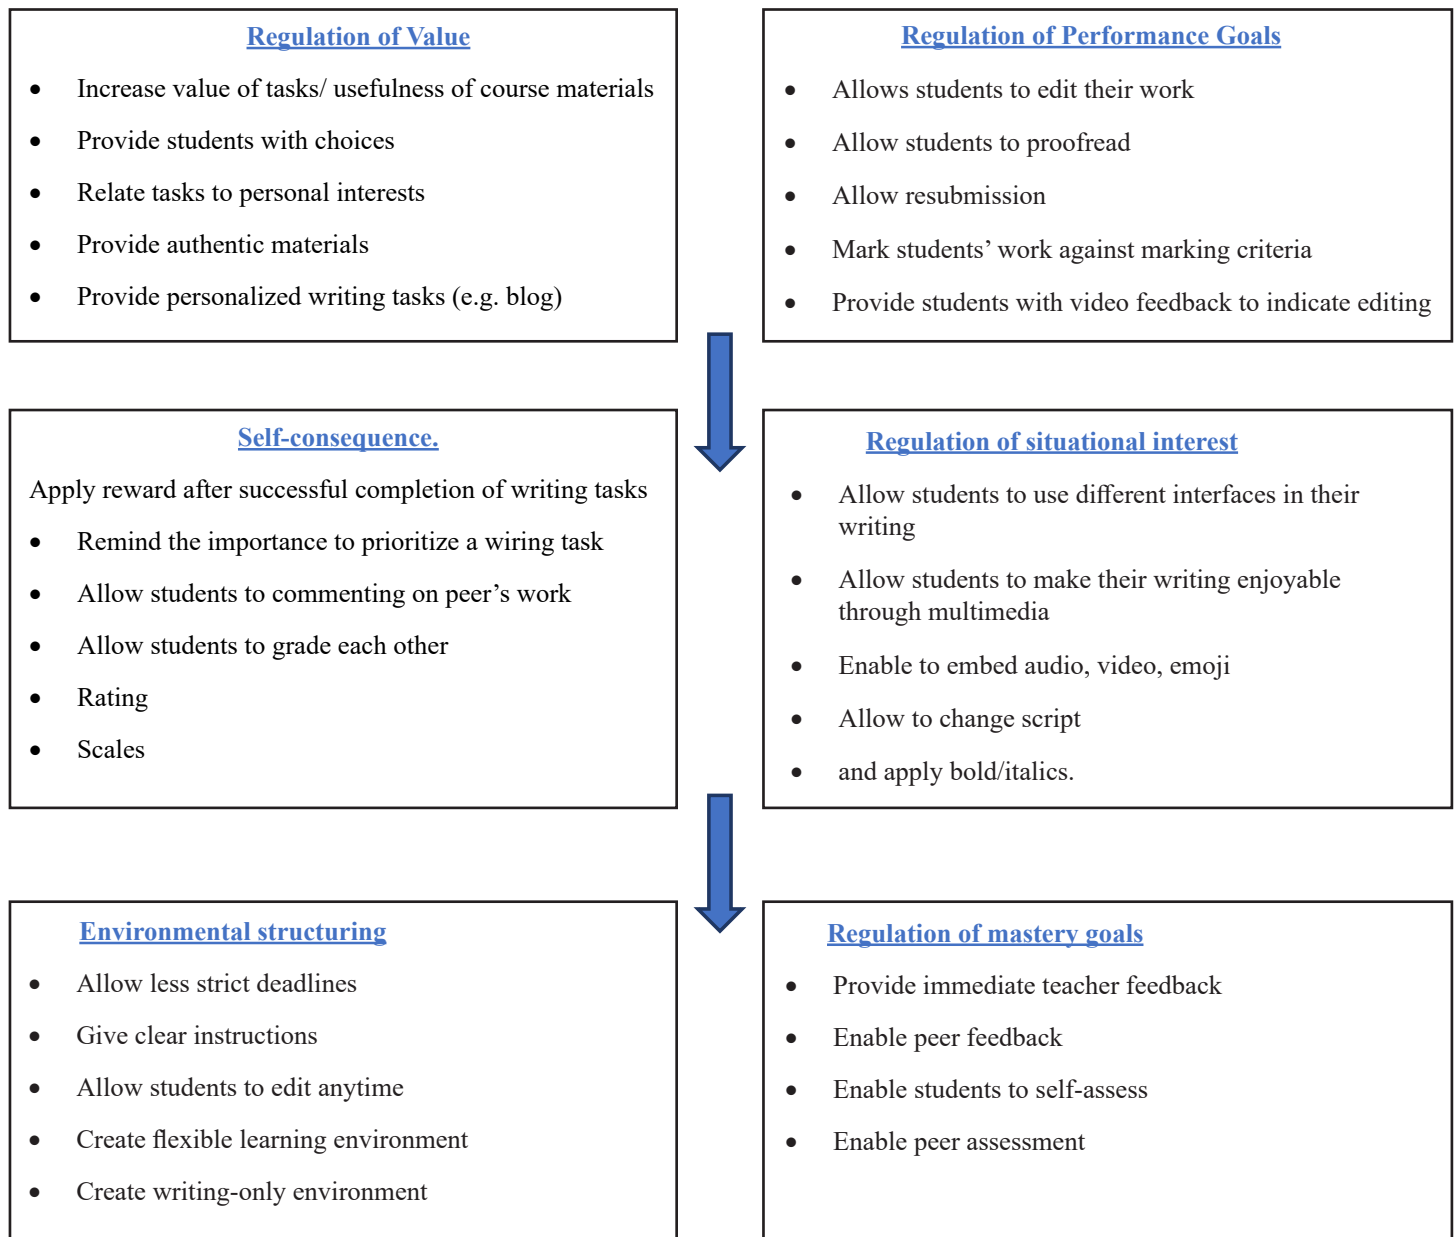 Regulation of Value
• Increase value of tasks/ usefulness of course materials
• Provide students with choices
• Relate tasks to personal interests
• Provide authentic materials
• Provide personalized writing tasks (e.g. blog)
Regulation of Performance Goals
• Allows students to edit their work
• Allow students to proofread
• Allow resubmission
• Mark students’ work against marking criteria
• Provide students with video feedback to indicate editing
Self-consequence.
Apply reward after successful completion of writing tasks
• Remind the importance to prioritize a wiring task
• Allow students to commenting on peer’s work
• Allow students to grade each other
• Rating
• Scales
Regulation of situational interest
• Allow students to use different interfaces in their
writing
• Allow students to make their writing enjoyable
through multimedia
• Enable to embed audio, video, emoji
• Allow to change script
• and apply bold/italics.
Environmental structuring
• Allow less strict deadlines
• Give clear instructions
• Allow students to edit anytime
• Create flexible learning environment
• Create writing-only environment
Regulation of mastery goals
• Provide immediate teacher feedback
• Enable peer feedback
• Enable students to self-assess
• Enable peer assessment